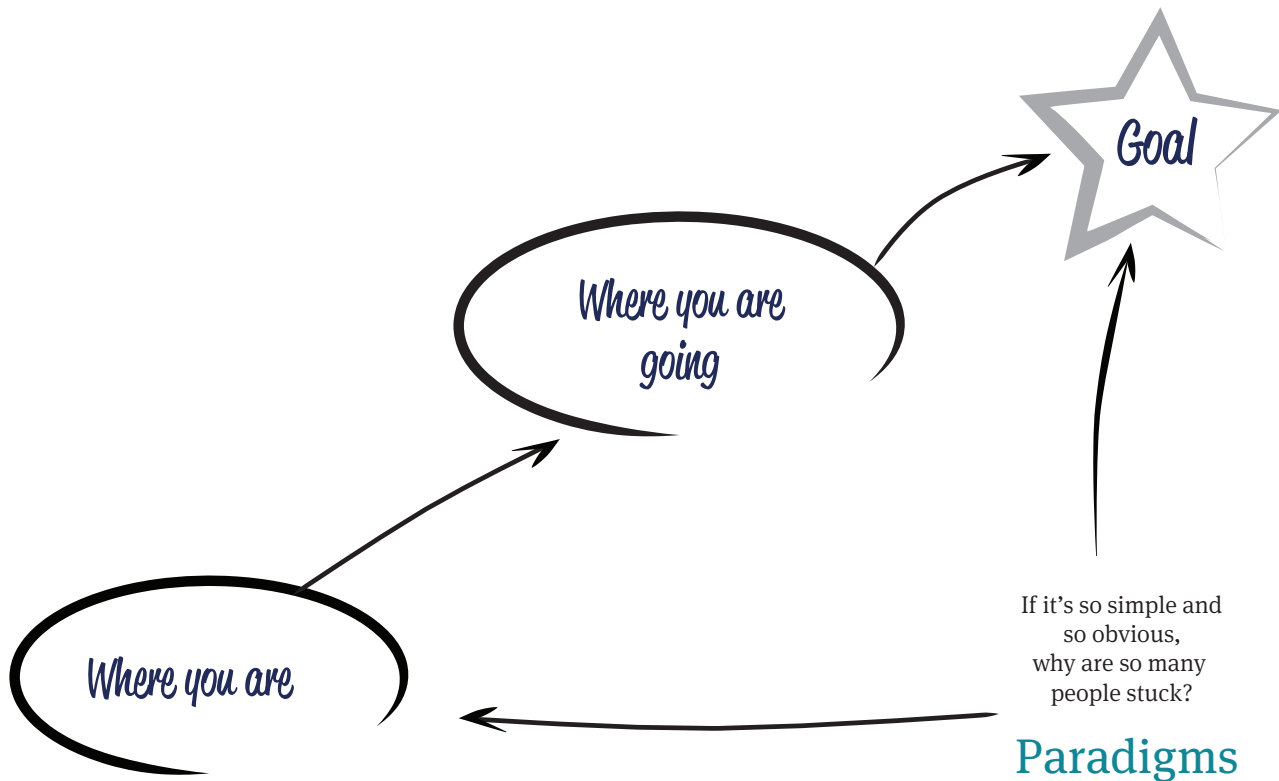 Goal
Where you are
going
Where you are
If it’s so simple and
so obvious,
why are so many
people stuck?
Paradigms